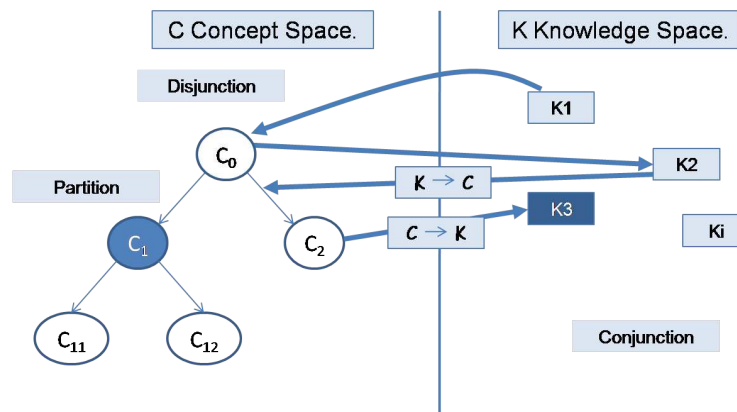 C Concept Space.
K Knowledge Space.
Disjunction
K1
C₀
K2
Partition
K → C
K3
C₁
C₂
C → K
Ki
C₁₁
C₁₂
Conjunction